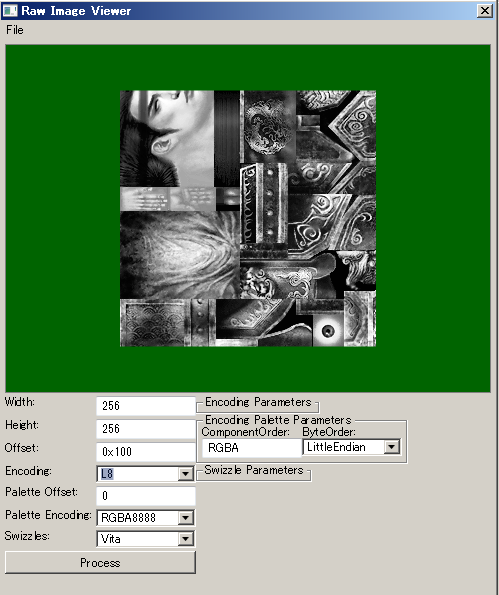 Raw Image Viewer
File
Width: 256
Encoding Parameters
Height: 256
Encoding Palette Parameters
ComponentOrder: ByteOrder:
Offset: 0x100
RGBA LittleEndian
Encoding: L8
Swizzle Parameters
Palette Offset: 0
Palette Encoding: RGBA8888
Swizzles: Vita
Process